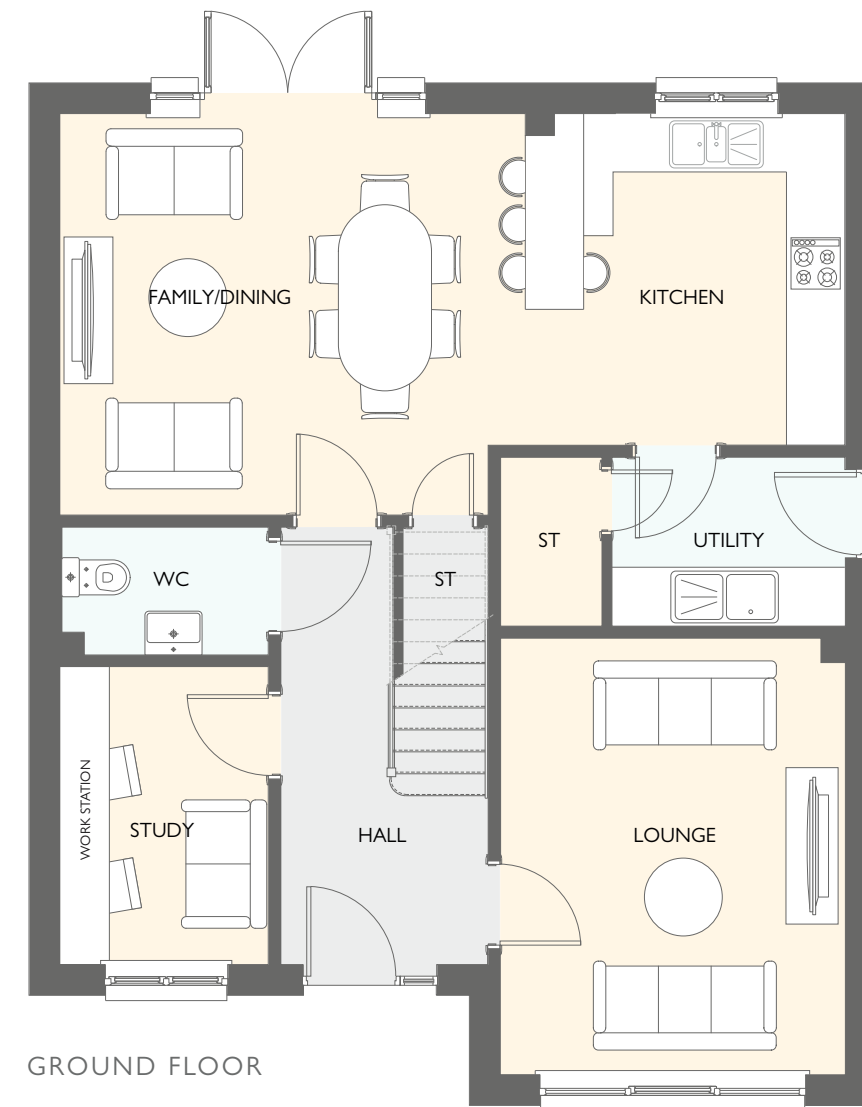 FAMILY/DINING
KITCHEN
WC
ST
ST
UTILITY
WORK STATION
STUDY
HALL
LOUNGE
GROUND FLOOR